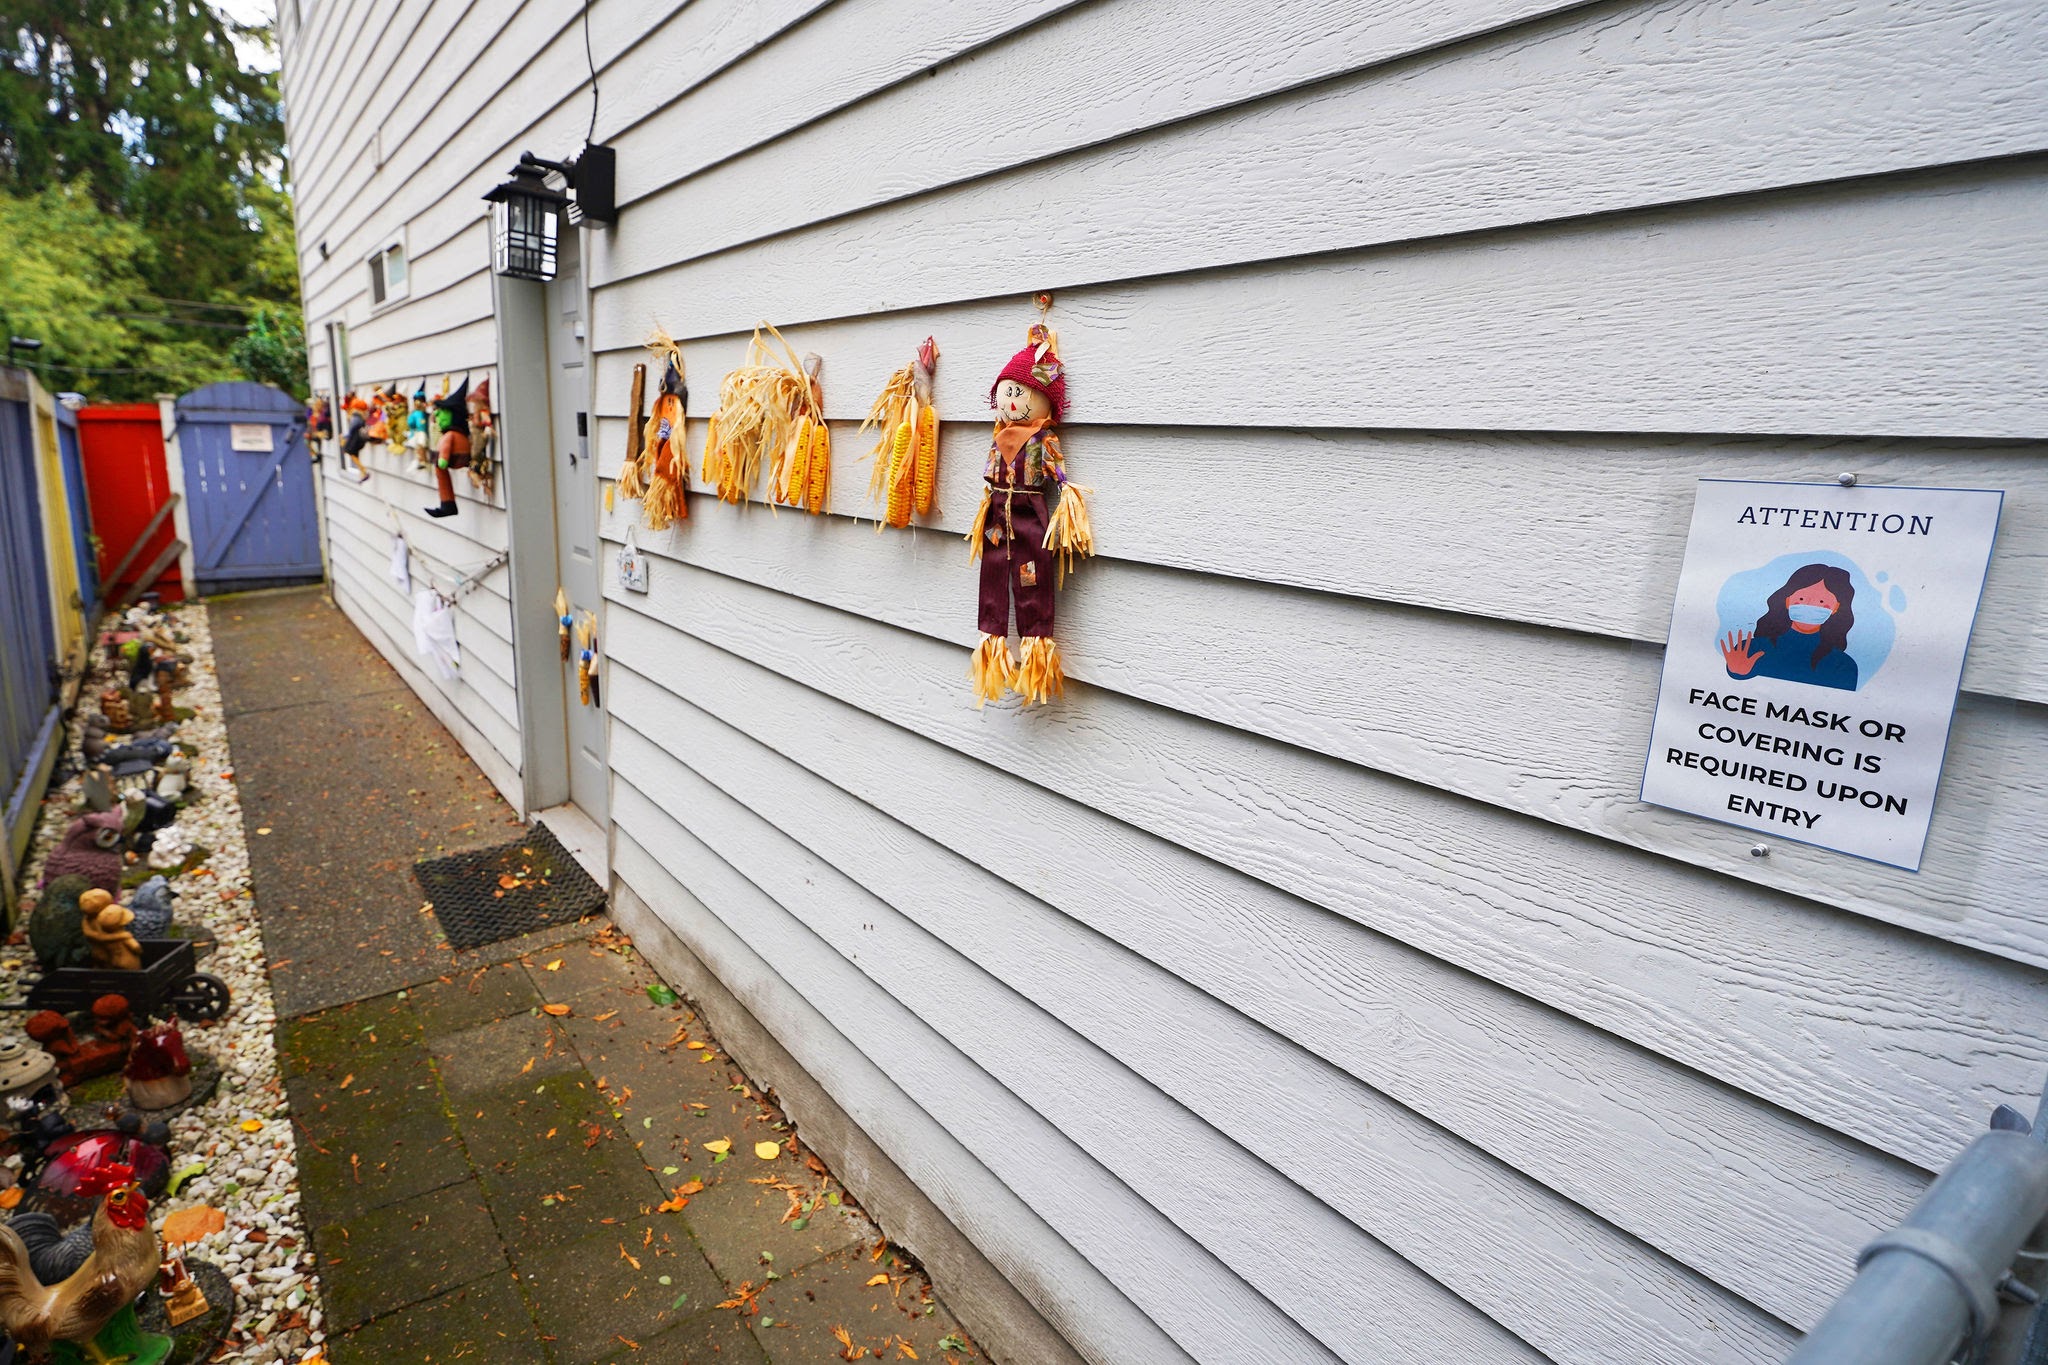 ATTENTION
FACE MASK OR
COVERING IS
REQUIRED UPON
ENTRY